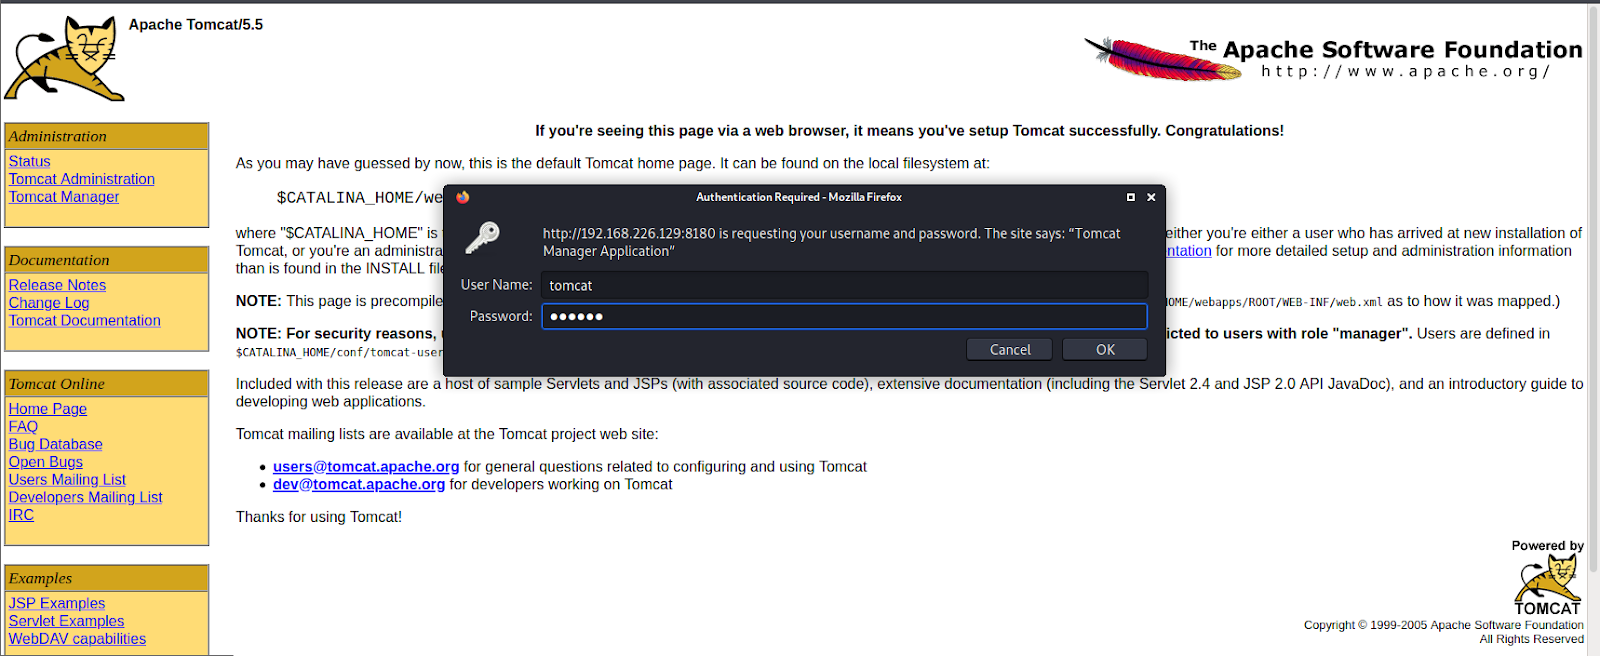 Apache Tomcat/5.5
The Apache Software Foundation
http://www.apache.org/
Administration
Status
Tomcat Administration
Tomcat Manager
Documentation
Release Notes
Change Log
Tomcat Documentation
Tomcat Online
Home Page
FAQ
Bug Database
Open Bugs
Users Mailing List
Developers Mailing List
IRC
Examples
JSP Examples
Servlet Examples
WebDAV capabilities
If you're seeing this page via a web browser, it means you've setup Tomcat successfully. Congratulations!
As you may have guessed by now, this is the default Tomcat home page. It can be found on the local filesystem at:
$CATALINA_HOME/we
where "$CATALINA_HOME" is either you're either a user who has arrived at new installation of
Tomcat, or you're an administra ntation for more detailed setup and administration information
than is found in the INSTALL file
NOTE: This page is precompile HOME/webapps/ROOT/WEB-INF/web.xml as to how it was mapped.)
NOTE: For security reasons, cted to users with role "manager". Users are defined in
$CATALINA_HOME/conf/tomcat-user
Authentication Required - Mozilla Firefox
http://192.168.226.129:8180 is requesting your username and password. The site says: “Tomcat
Manager Application”
User Name: tomcat
Password: ●●●●●●
Cancel OK
Included with this release are a host of sample Servlets and JSPs (with associated source code), extensive documentation (including the Servlet 2.4 and JSP 2.0 API JavaDoc), and an introductory guide to
developing web applications.
Tomcat mailing lists are available at the Tomcat project web site:
• users@tomcat.apache.org for general questions related to configuring and using Tomcat
• dev@tomcat.apache.org for developers working on Tomcat
Thanks for using Tomcat!
Powered by
TOMCAT
Copyright © 1999-2005 Apache Software Foundation
All Rights Reserved